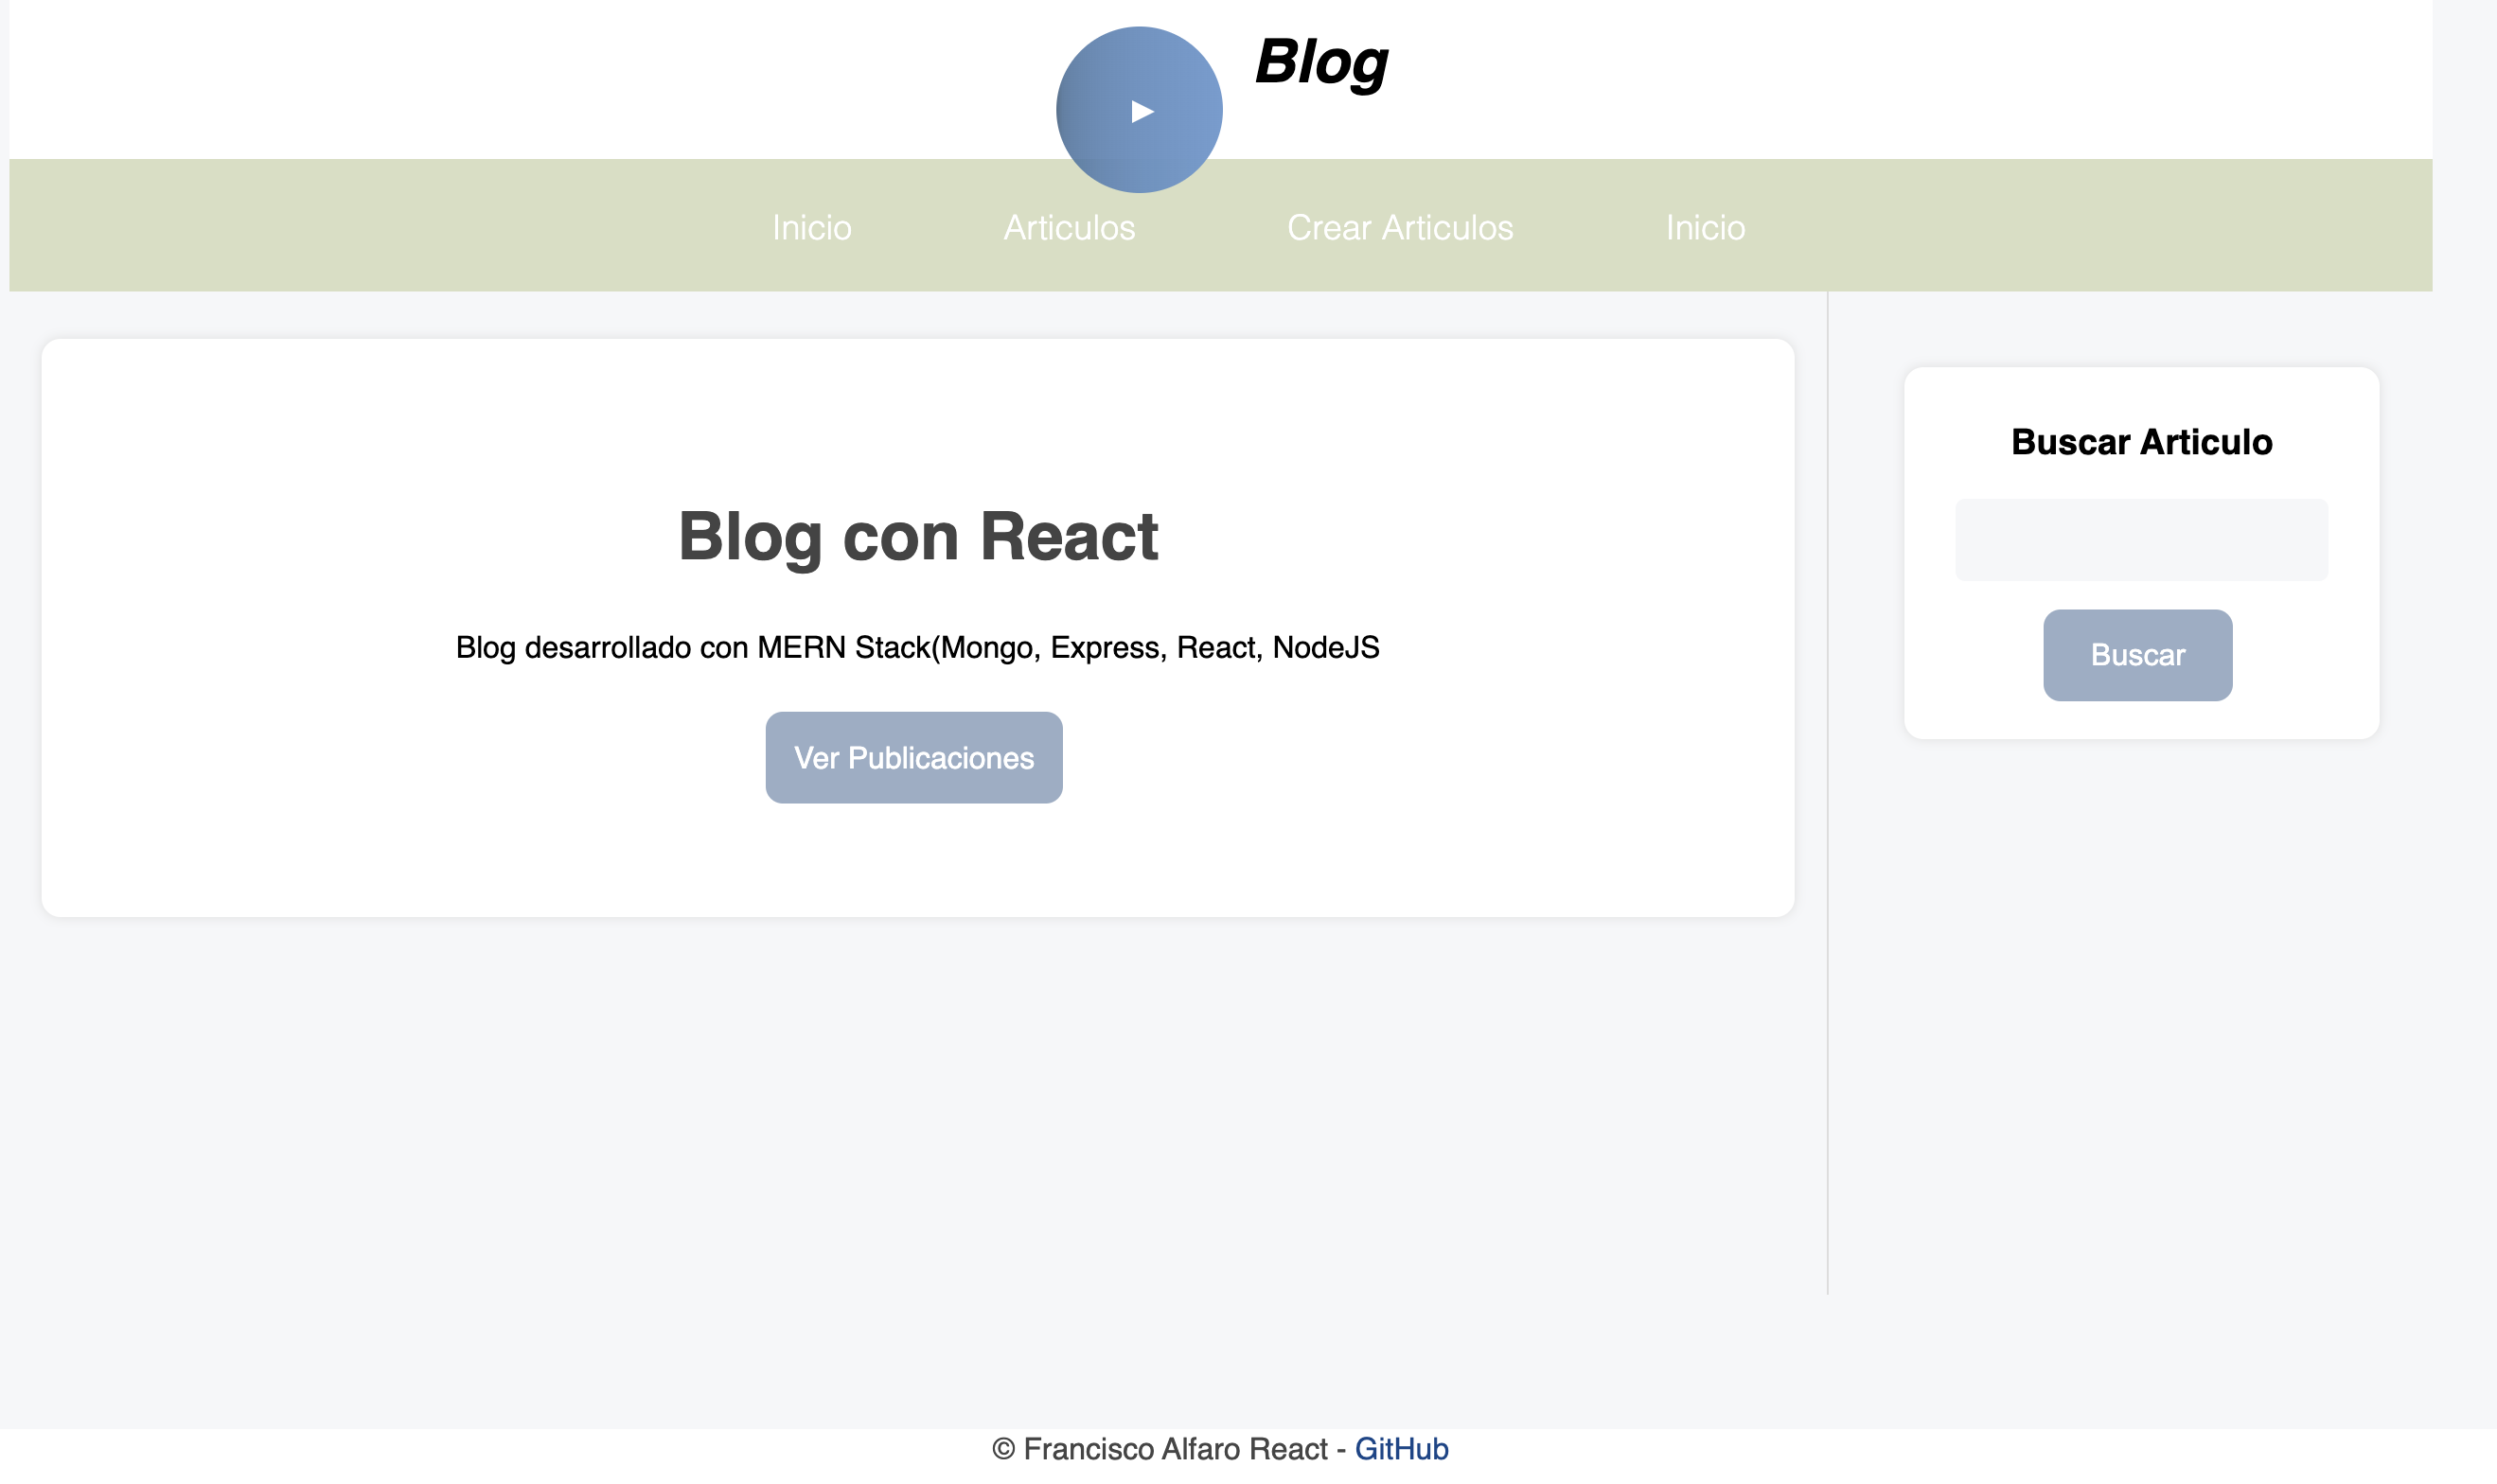 Blog
Inicio Articulos Crear Articulos Inicio
Blog con React
Blog desarrollado con MERN Stack(Mongo, Express, React, NodeJS
Ver Publicaciones
Buscar Articulo
Buscar
© Francisco Alfaro React - GitHub